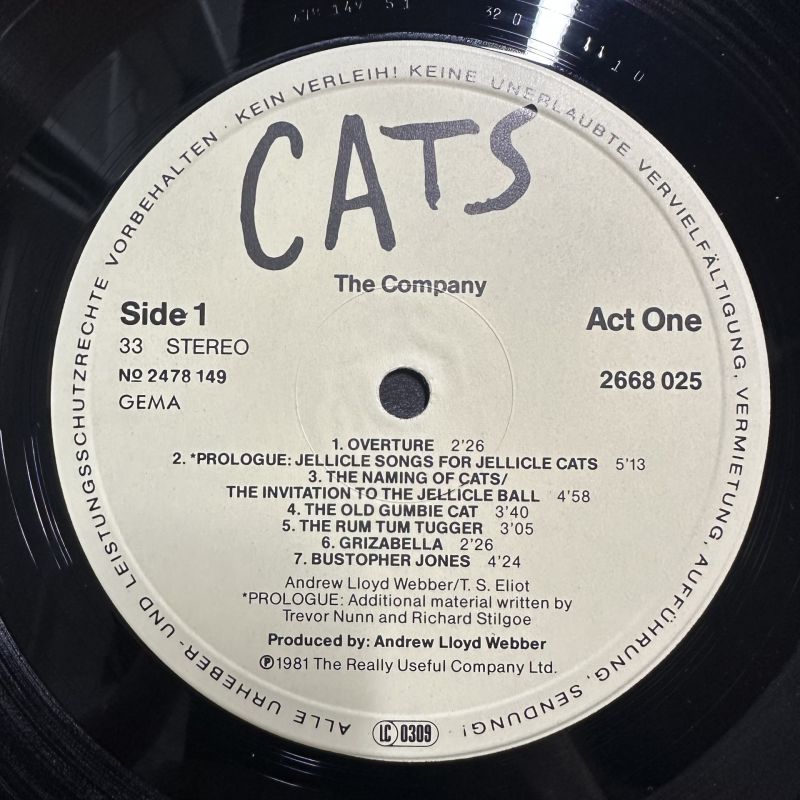 ALLE URHEBER- UND LEISTUNGSSCHUTZRECHTE VORBEHALTEN · KEIN VERLEIH! KEINE UNERLAUBTE VERVIELFÄLTIGUNG, VERMIETUNG, AUFFÜHRUNG, SENDUNG!
CATS
The Company
Side 1
Act One
33 STEREO
№ 2478 149
2668 025
GEMA
1. OVERTURE 2'26
2. *PROLOGUE: JELLICLE SONGS FOR JELLICLE CATS 5'13
3. THE NAMING OF CATS/
THE INVITATION TO THE JELLICLE BALL 4'58
4. THE OLD GUMBIE CAT 3'40
5. THE RUM TUM TUGGER 3'05
6. GRIZABELLA 2'26
7. BUSTOPHER JONES 4'24
Andrew Lloyd Webber/T. S. Eliot
*PROLOGUE: Additional material written by
Trevor Nunn and Richard Stilgoe
Produced by: Andrew Lloyd Webber
℗1981 The Really Useful Company Ltd.
LC 0309